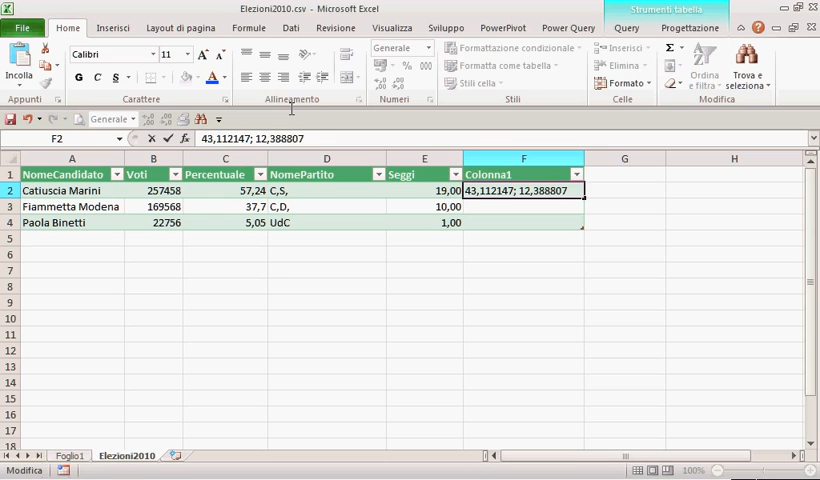 Elezioni2010.csv - Microsoft Excel
Strumenti tabella
File Home Inserisci Layout di pagina Formule Dati Revisione Visualizza Sviluppo PowerPivot Power Query Query Progettazione
Incolla
Calibri 11
G C S
Generale
% 000
Formattazione condizionale
Formatta come tabella
Stili cella
Inserisci
Elimina
Formato
Ordina e filtra
Trova e seleziona
Appunti Carattere Allineamento Numeri Stili Celle Modifica
Generale
F2 fx 43,112147; 12,388807
A B C D E F G H
1 NomeCandidato Voti Percentuale NomePartito Seggi Colonna1
2 Catiuscia Marini 257458 57,24 C,S, 19,00 43,112147; 12,388807
3 Fiammetta Modena 169568 37,7 C,D, 10,00
4 Paola Binetti 22756 5,05 UdC 1,00
5
6
7
8
9
10
11
12
13
14
15
16
17
18
Foglio1 Elezioni2010
Modifica 100%